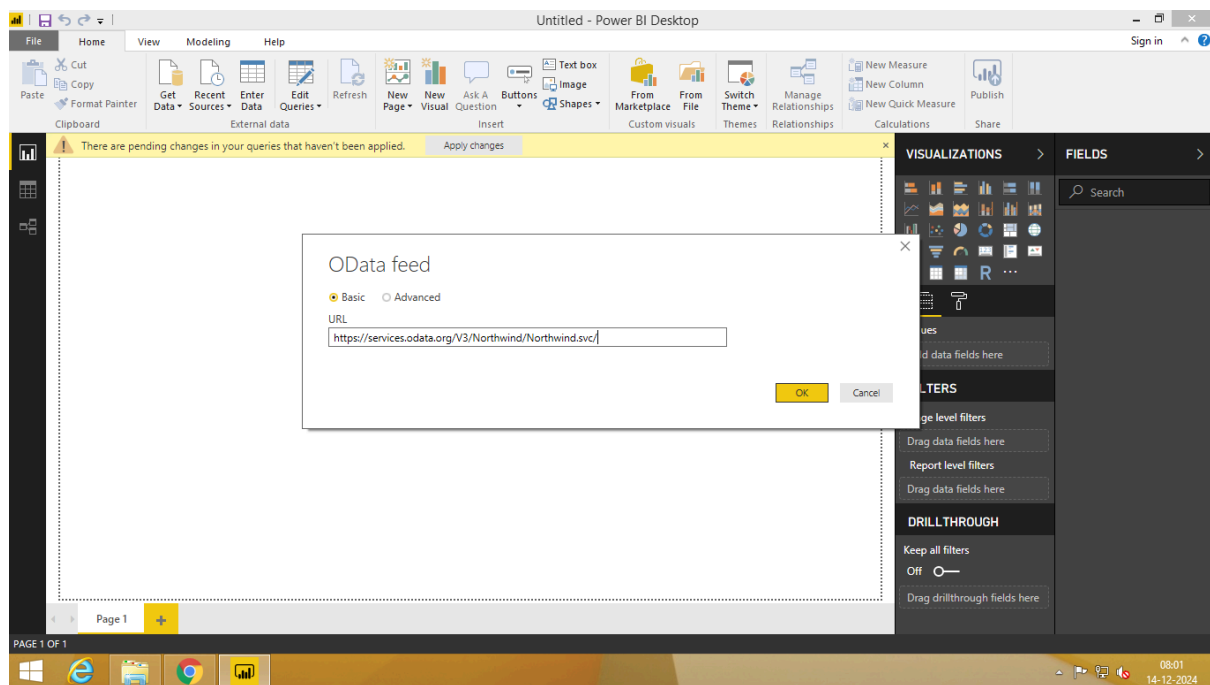 Untitled - Power BI Desktop
File Home View Modeling Help Sign in
Paste
Cut
Copy
Format Painter
Clipboard
Get Data
Recent Sources
Enter Data
Edit Queries
External data
Refresh
New Page
New Visual
Ask A Question
Buttons
Text box
Image
Shapes
Insert
From Marketplace
From File
Custom visuals
Switch Theme
Themes
Manage Relationships
Relationships
New Measure
New Column
New Quick Measure
Calculations
Publish
Share
There are pending changes in your queries that haven't been applied. Apply changes
VISUALIZATIONS
FIELDS
Search
R
OData feed
Basic Advanced
URL
https://services.odata.org/V3/Northwind/Northwind.svc/
OK Cancel
ues
d data fields here
LTERS
ge level filters
Drag data fields here
Report level filters
Drag data fields here
DRILLTHROUGH
Keep all filters
Off
Drag drillthrough fields here
Page 1
PAGE 1 OF 1
08:01
14-12-2024